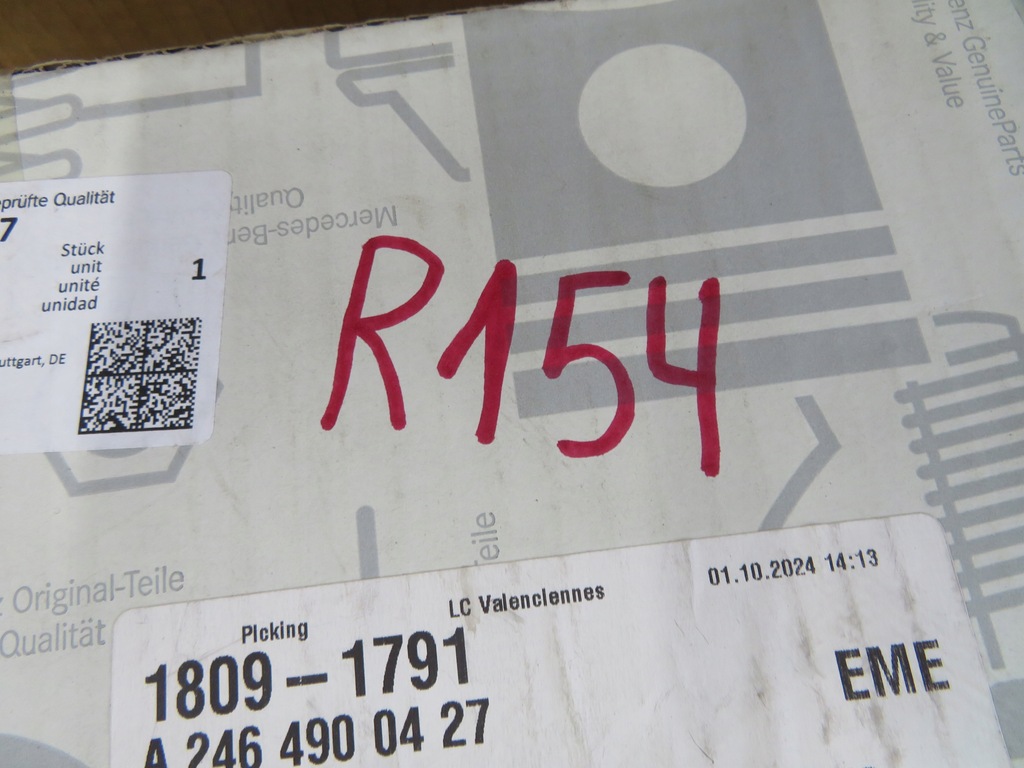 enz GenuineParts
lity & Value
eprüfte Qualität
7
Stück
unit
unité
unidad
1
uttgart, DE
Mercedes-Ben
Qualit
R154
eile
z Original-Teile
Qualität
01.10.2024 14:13
LC Valenciennes
Picking
1809-1791
EME
A 246 490 04 27